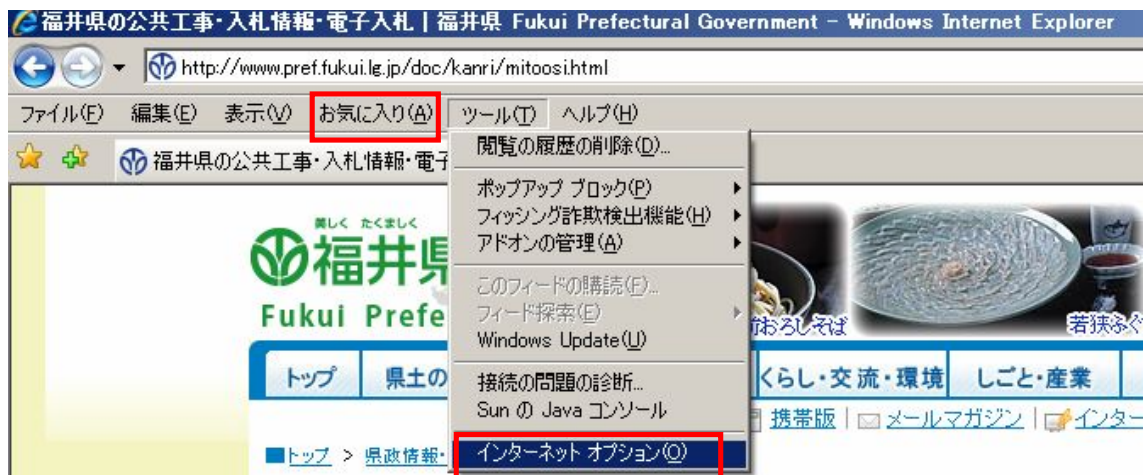 福井県の公共工事・入札情報・電子入札 | 福井県 Fukui Prefectural Government - Windows Internet Explorer
http://www.pref.fukui.lg.jp/doc/kanri/mitoosi.html
ファイル(F) 編集(E) 表示(V) お気に入り(A) ツール(T) ヘルプ(H)
福井県の公共工事・入札情報・電子
閲覧の履歴の削除(D)...
ポップアップ ブロック(P)
フィッシング詐欺検出機能(H)
アドオンの管理(A)
このフィードの購読(F)...
フィード探索(E)
Windows Update(U)
接続の問題の診断...
Sun の Java コンソール
インターネット オプション(O)
美しく たくましく
福井県
Fukui Prefe
おろしそば
若狭ふぐ
トップ 県土の くらし・交流・環境 しごと・産業
携帯版 | メールマガジン | インター
■トップ > 県政情報・